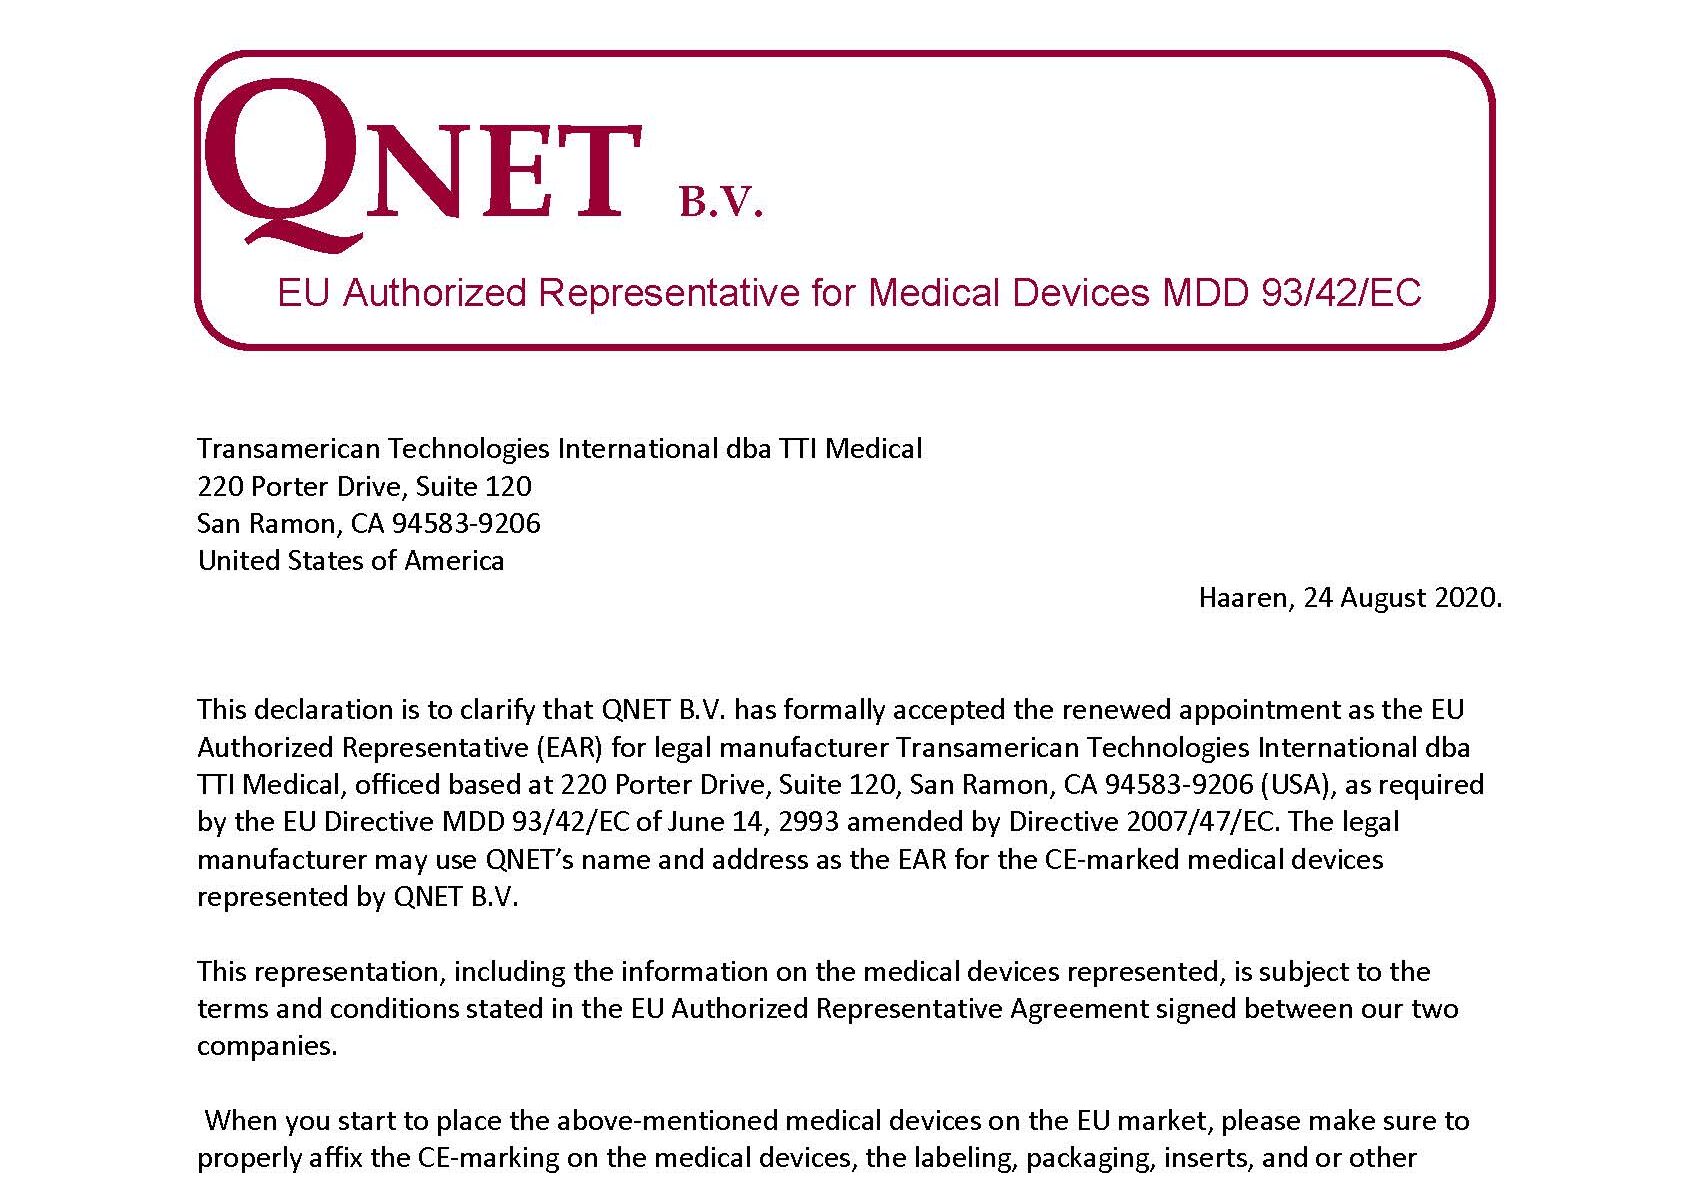 QNET B.V.
EU Authorized Representative for Medical Devices MDD 93/42/EC
Transamerican Technologies International dba TTI Medical
220 Porter Drive, Suite 120
San Ramon, CA 94583-9206
United States of America
Haaren, 24 August 2020.
This declaration is to clarify that QNET B.V. has formally accepted the renewed appointment as the EU
Authorized Representative (EAR) for legal manufacturer Transamerican Technologies International dba
TTI Medical, officed based at 220 Porter Drive, Suite 120, San Ramon, CA 94583-9206 (USA), as required
by the EU Directive MDD 93/42/EC of June 14, 2993 amended by Directive 2007/47/EC. The legal
manufacturer may use QNET’s name and address as the EAR for the CE-marked medical devices
represented by QNET B.V.
This representation, including the information on the medical devices represented, is subject to the
terms and conditions stated in the EU Authorized Representative Agreement signed between our two
companies.
When you start to place the above-mentioned medical devices on the EU market, please make sure to
properly affix the CE-marking on the medical devices, the labeling, packaging, inserts, and or other